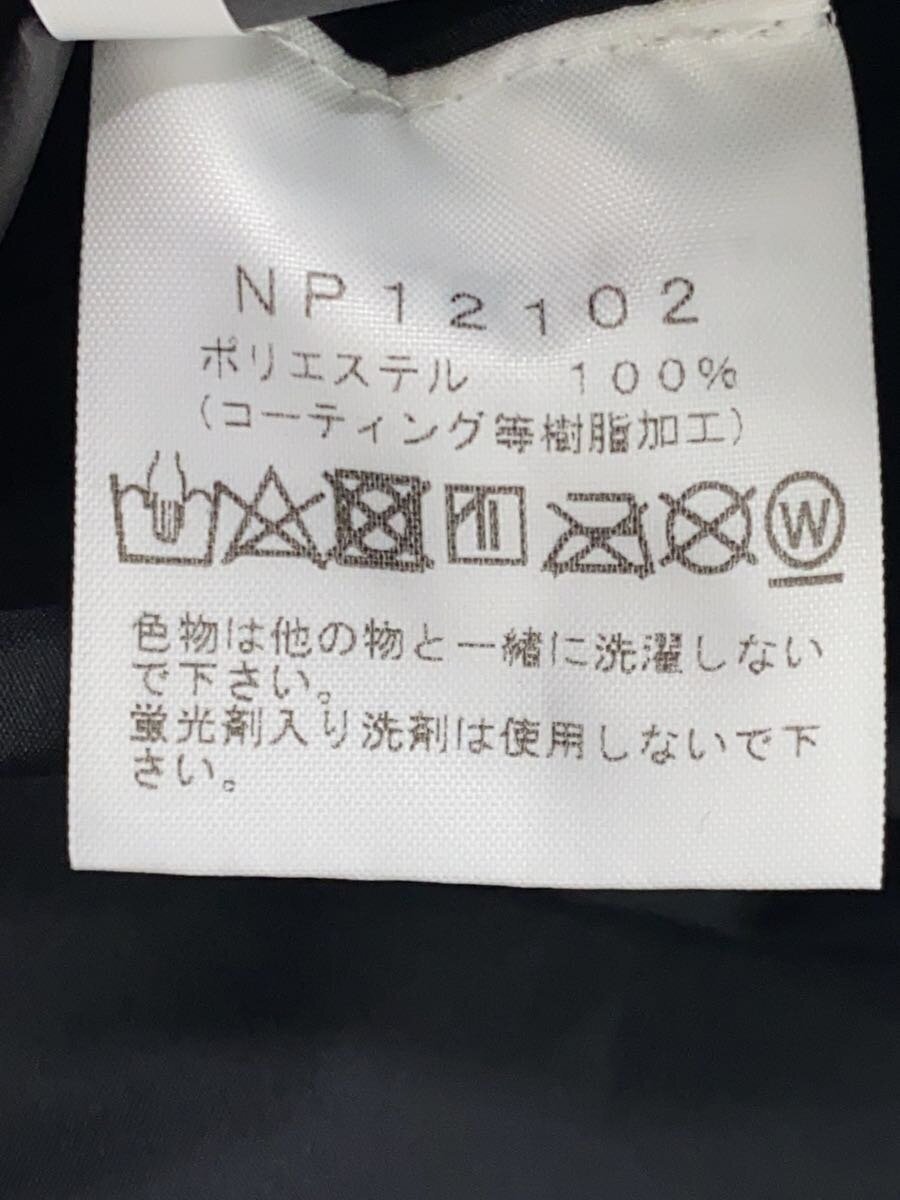 NP12102
ポリエステル 100%
(コーティング等樹脂加工)
W
色物は他の物と一緒に洗濯しない
で下さい。
蛍光剤入り洗剤は使用しないで下
さい。